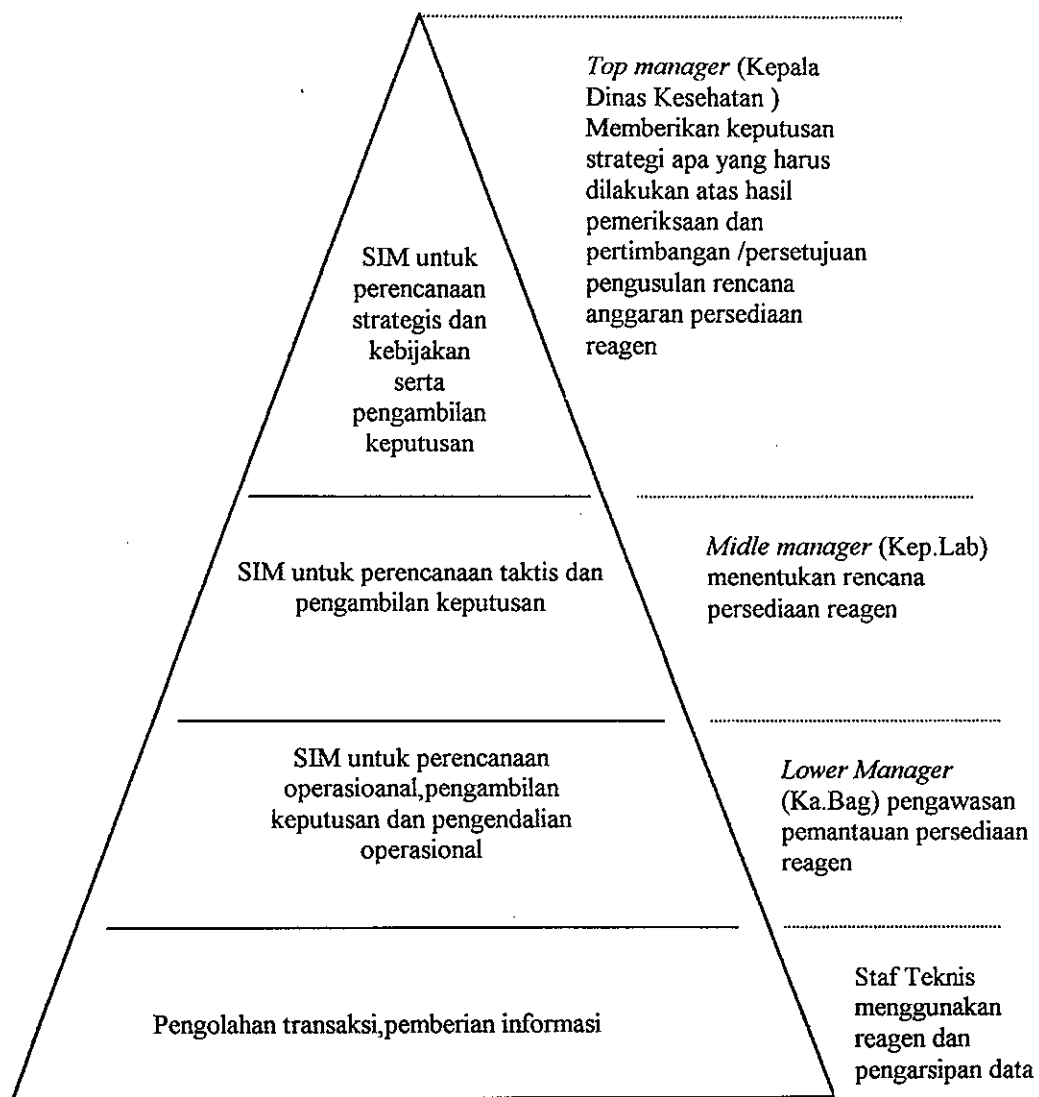 Top manager (Kepala
Dinas Kesehatan )
Memberikan keputusan
strategi apa yang harus
dilakukan atas hasil
pemeriksaan dan
pertimbangan /persetujuan
pengusulan rencana
anggaran persediaan
reagen
SIM untuk
perencanaan
strategis dan
kebijakan
serta
pengambilan
keputusan
SIM untuk perencanaan taktis dan
pengambilan keputusan
Midle manager (Kep.Lab)
menentukan rencana
persediaan reagen
SIM untuk perencanaan
operasioanal,pengambilan
keputusan dan pengendalian
operasional
Lower Manager
(Ka.Bag) pengawasan
pemantauan persediaan
reagen
Pengolahan transaksi,pemberian informasi
Staf Teknis
menggunakan
reagen dan
pengarsipan data